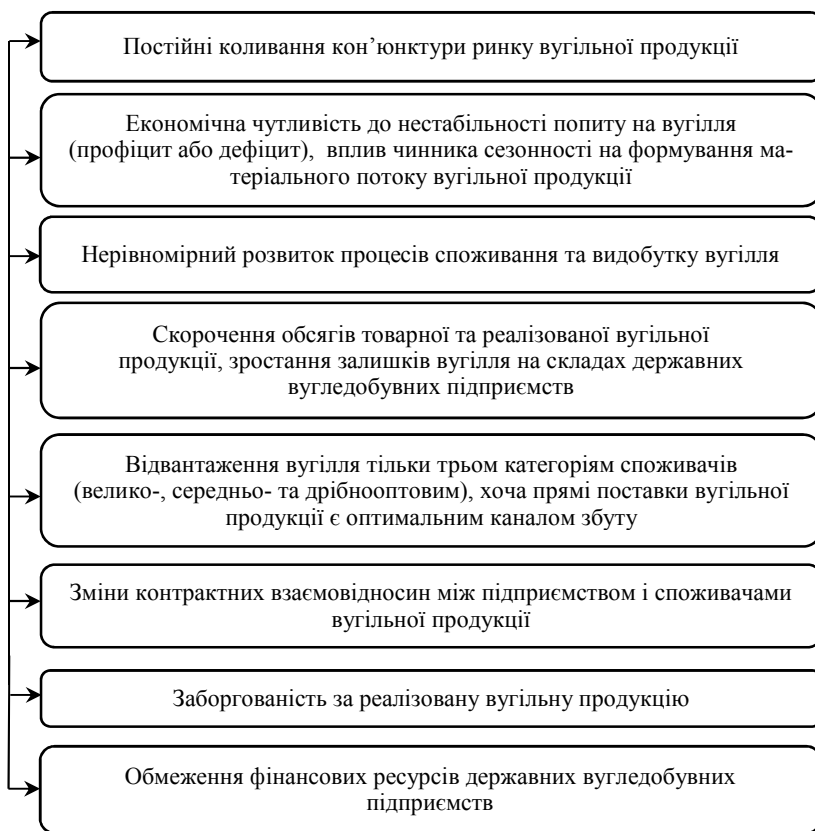 Постійні коливання кон’юнктури ринку вугільної продукції
Економічна чутливість до нестабільності попиту на вугілля
(профіцит або дефіцит), вплив чинника сезонності на формування ма-
теріального потоку вугільної продукції
Нерівномірний розвиток процесів споживання та видобутку вугілля
Скорочення обсягів товарної та реалізованої вугільної
продукції, зростання залишків вугілля на складах державних
вугледобувних підприємств
Відвантаження вугілля тільки трьом категоріям споживачів
(велико-, середньо- та дрібнооптовим), хоча прямі поставки вугільної
продукції є оптимальним каналом збуту
Зміни контрактних взаємовідносин між підприємством і споживачами
вугільної продукції
Заборгованість за реалізовану вугільну продукцію
Обмеження фінансових ресурсів державних вугледобувних
підприємств